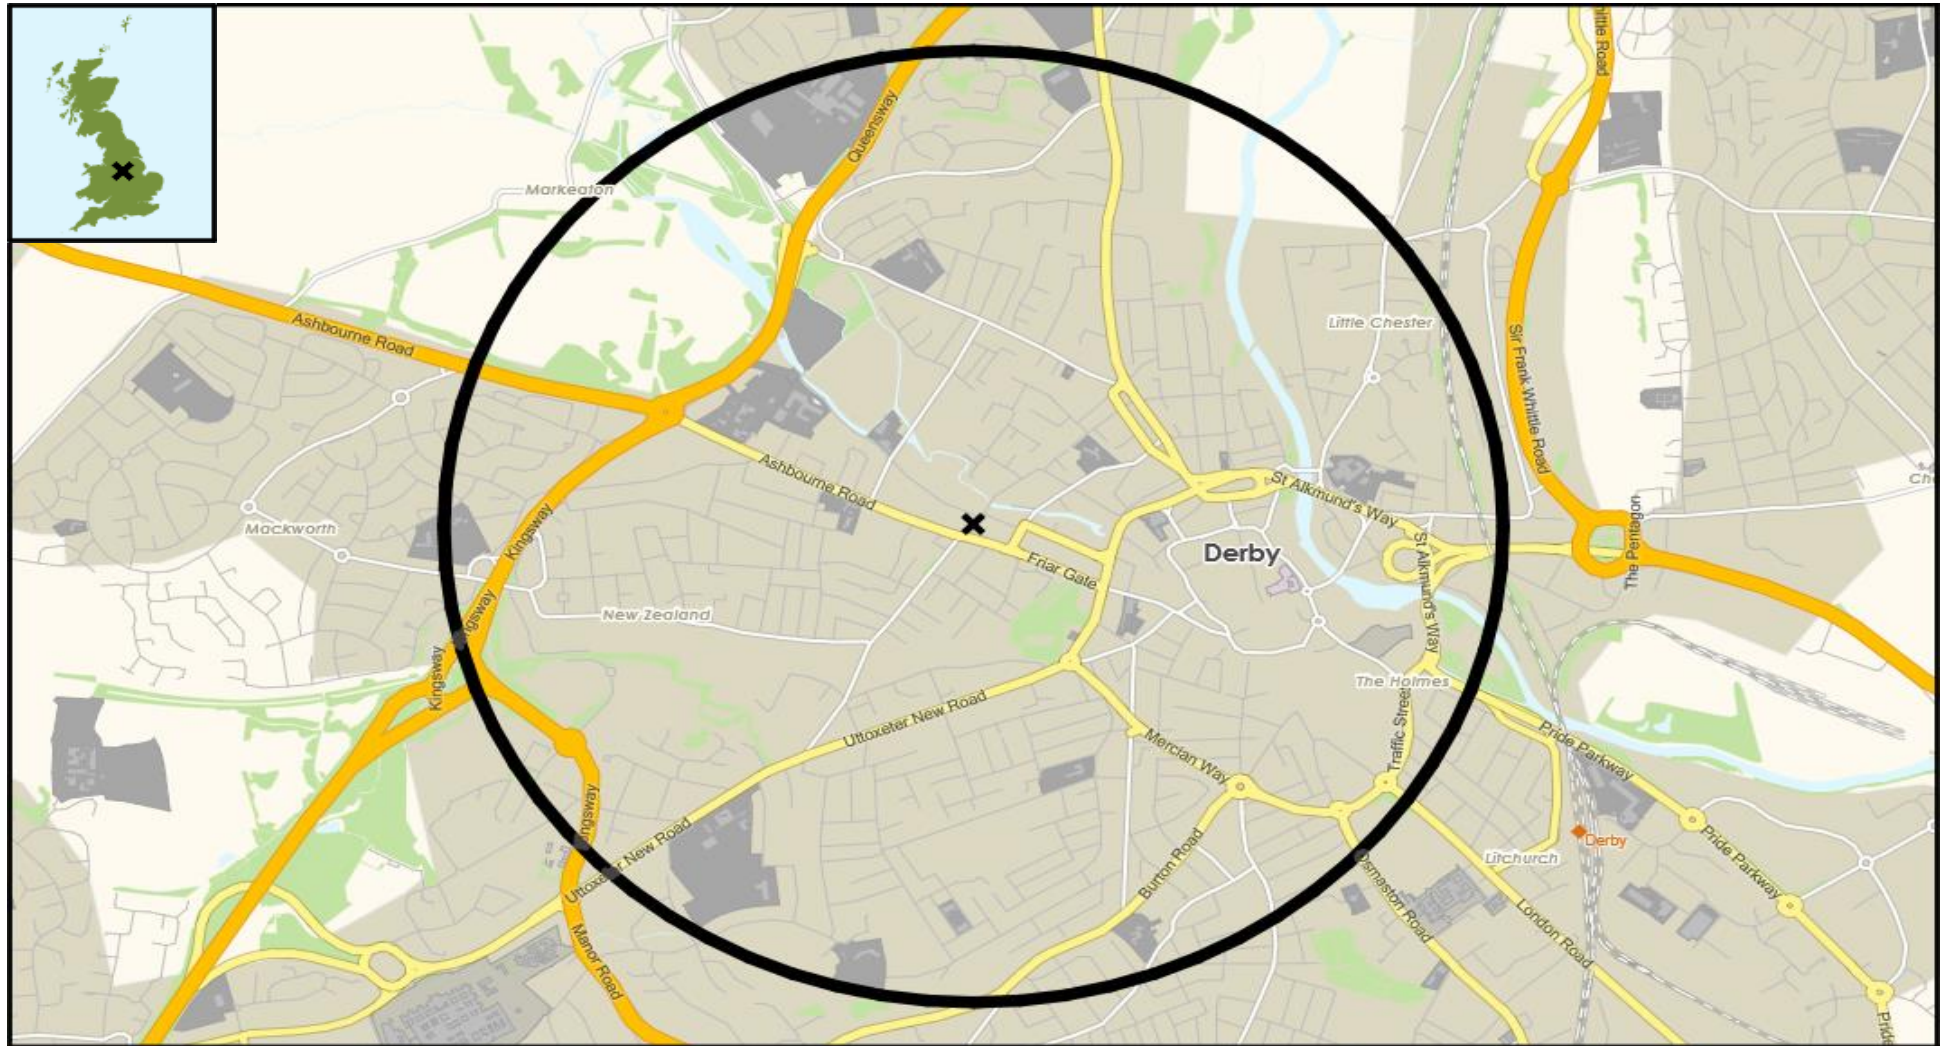 Queensway
Whittle Road
Markeaton
Ashbourne Road
Little Chester
Sir Frank Whittle Road
Ashbourne Road
St Alkmund's Way
Mackworth
Kingsway
Derby
The Pentagon
Friar Gate
St Alkmund's Way
New Zealand
Kingsway
Kingsway
The Holmes
Uttoxeter New Road
Traffic Street
Mercian Way
Pride Parkway
Kingsway
Uttoxeter New Road
Derby
Litchurch
Pride Parkway
Burton Road
Osmaston Road
London Road
Manor Road